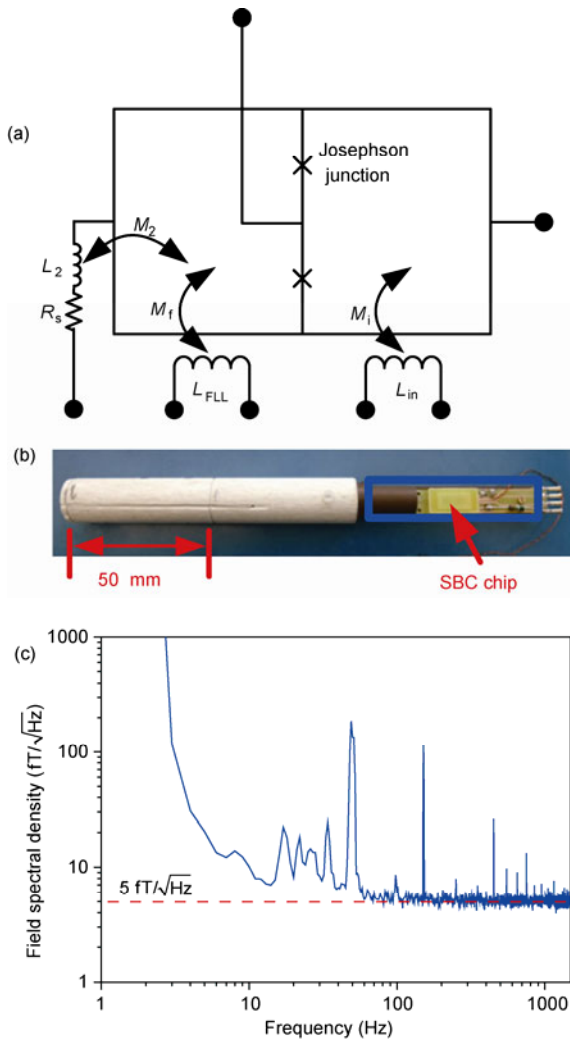 (a)
Josephson
junction
M2
L2
Rs
Mf
Mi
LFLL
Lin
(b)
50 mm
SBC chip
(c)
Field spectral density (fT/√Hz)
1000
100
10
1
5 fT/√Hz
1 10 100 1000
Frequency (Hz)